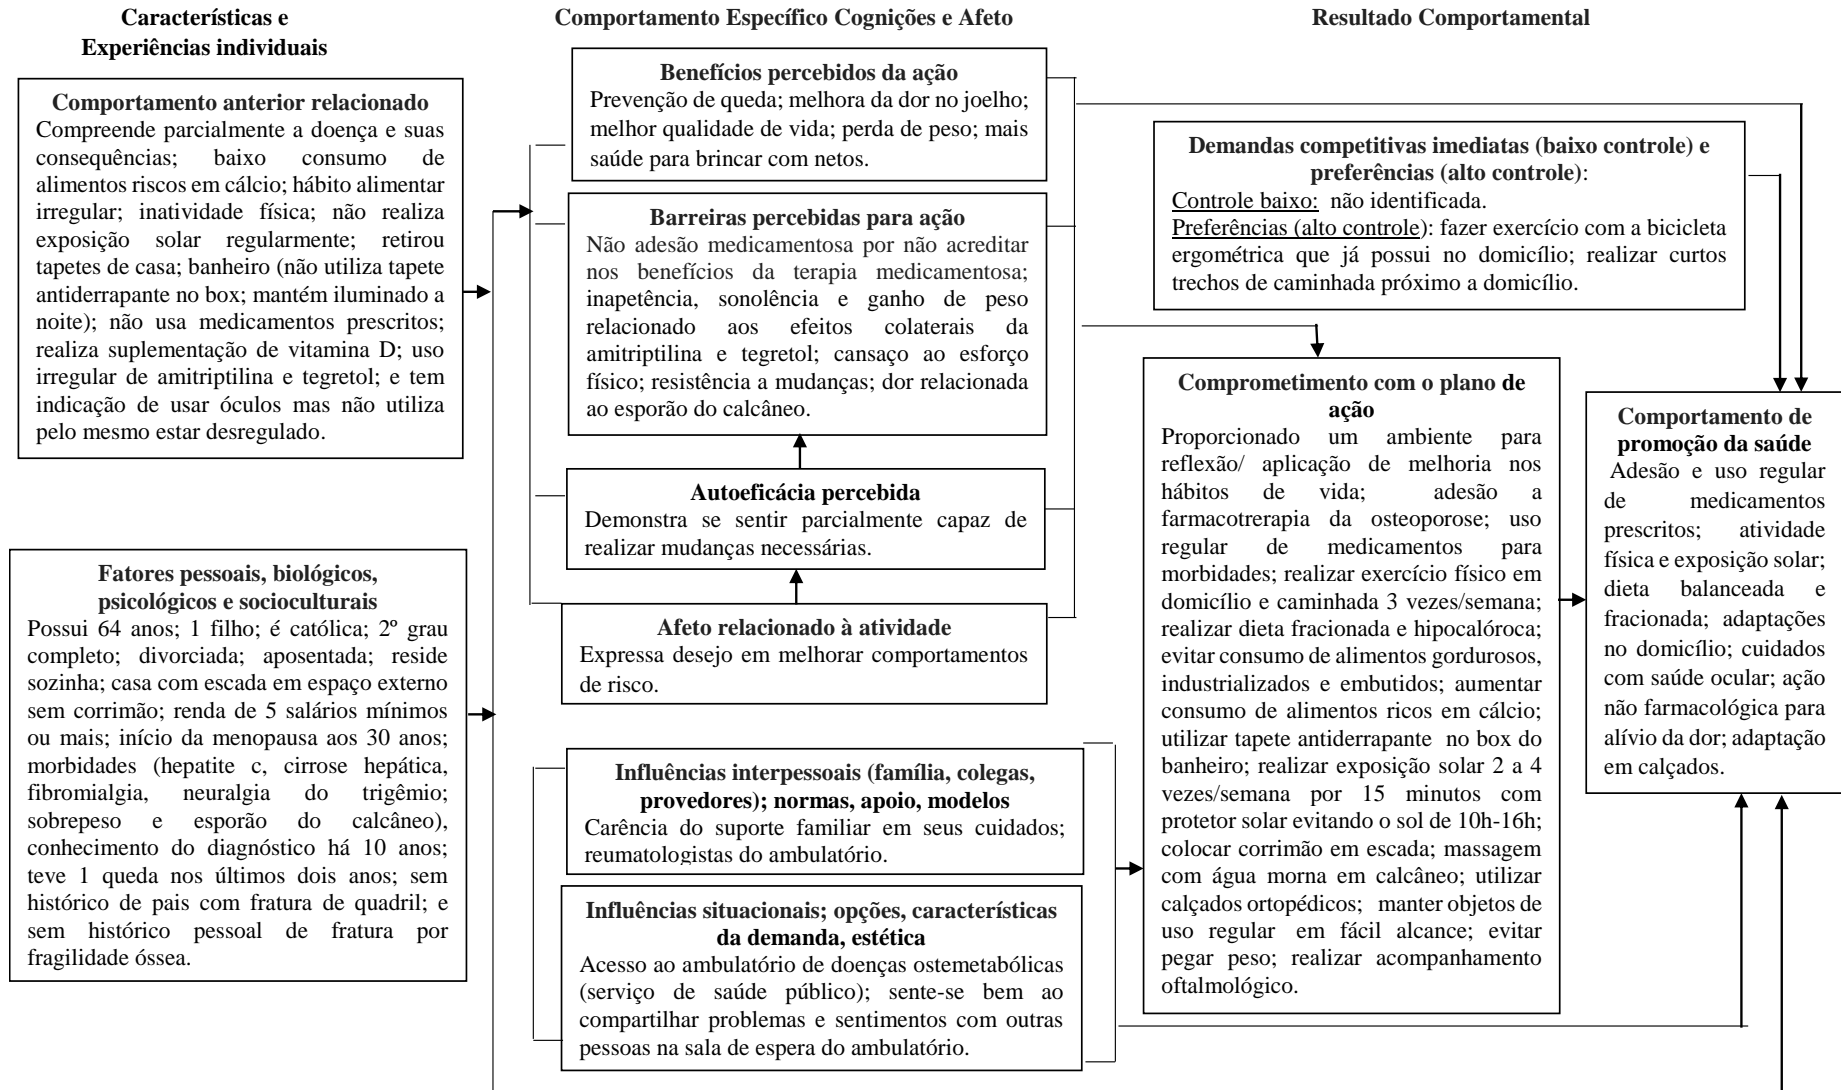 Características e
Experiências individuais
Comportamento anterior relacionado
Compreende parcialmente a doença e suas
consequências; baixo consumo de
alimentos riscos em cálcio; hábito alimentar
irregular; inatividade física; não realiza
exposição solar regularmente; retirou
tapetes de casa; banheiro (não utiliza tapete
antiderrapante no box; mantém iluminado a
noite); não usa medicamentos prescritos;
realiza suplementação de vitamina D; uso
irregular de amitriptilina e tegretol; e tem
indicação de usar óculos mas não utiliza
pelo mesmo estar desregulado.
Fatores pessoais, biológicos,
psicológicos e socioculturais
Possui 64 anos; 1 filho; é católica; 2º grau
completo; divorciada; aposentada; reside
sozinha; casa com escada em espaço externo
sem corrimão; renda de 5 salários mínimos
ou mais; início da menopausa aos 30 anos;
morbidades (hepatite c, cirrose hepática,
fibromialgia, neuralgia do trigêmio;
sobrepeso e esporão do calcâneo),
conhecimento do diagnóstico há 10 anos;
teve 1 queda nos últimos dois anos; sem
histórico de pais com fratura de quadril; e
sem histórico pessoal de fratura por
fragilidade óssea.
Comportamento Específico Cognições e Afeto
Benefícios percebidos da ação
Prevenção de queda; melhora da dor no joelho;
melhor qualidade de vida; perda de peso; mais
saúde para brincar com netos.
Barreiras percebidas para ação
Não adesão medicamentosa por não acreditar
nos benefícios da terapia medicamentosa;
inapetência, sonolência e ganho de peso
relacionado aos efeitos colaterais da
amitriptilina e tegretol; cansaço ao esforço
físico; resistência a mudanças; dor relacionada
ao esporão do calcâneo.
Autoeficácia percebida
Demonstra se sentir parcialmente capaz de
realizar mudanças necessárias.
Afeto relacionado à atividade
Expressa desejo em melhorar comportamentos
de risco.
Influências interpessoais (família, colegas,
provedores); normas, apoio, modelos
Carência do suporte familiar em seus cuidados;
reumatologistas do ambulatório.
Influências situacionais; opções, características
da demanda, estética
Acesso ao ambulatório de doenças ostemetabólicas
(serviço de saúde público); sente-se bem ao
compartilhar problemas e sentimentos com outras
pessoas na sala de espera do ambulatório.
Resultado Comportamental
Demandas competitivas imediatas (baixo controle) e
preferências (alto controle):
Controle baixo: não identificada.
Preferências (alto controle): fazer exercício com a bicicleta
ergométrica que já possui no domicílio; realizar curtos
trechos de caminhada próximo a domicílio.
Comprometimento com o plano de
ação
Proporcionado um ambiente para
reflexão/ aplicação de melhoria nos
hábitos de vida; adesão a
farmacotrerapia da osteoporose; uso
regular de medicamentos para
morbidades; realizar exercício físico em
domicílio e caminhada 3 vezes/semana;
realizar dieta fracionada e hipocalóroca;
evitar consumo de alimentos gordurosos,
industrializados e embutidos; aumentar
consumo de alimentos ricos em cálcio;
utilizar tapete antiderrapante no box do
banheiro; realizar exposição solar 2 a 4
vezes/semana por 15 minutos com
protetor solar evitando o sol de 10h-16h;
colocar corrimão em escada; massagem
com água morna em calcâneo; utilizar
calçados ortopédicos; manter objetos de
uso regular em fácil alcance; evitar
pegar peso; realizar acompanhamento
oftalmológico.
Comportamento de
promoção da saúde
Adesão e uso regular
de medicamentos
prescritos; atividade
física e exposição solar;
dieta balanceada e
fracionada; adaptações
no domicílio; cuidados
com saúde ocular; ação
não farmacológica para
alívio da dor; adaptação
em calçados.